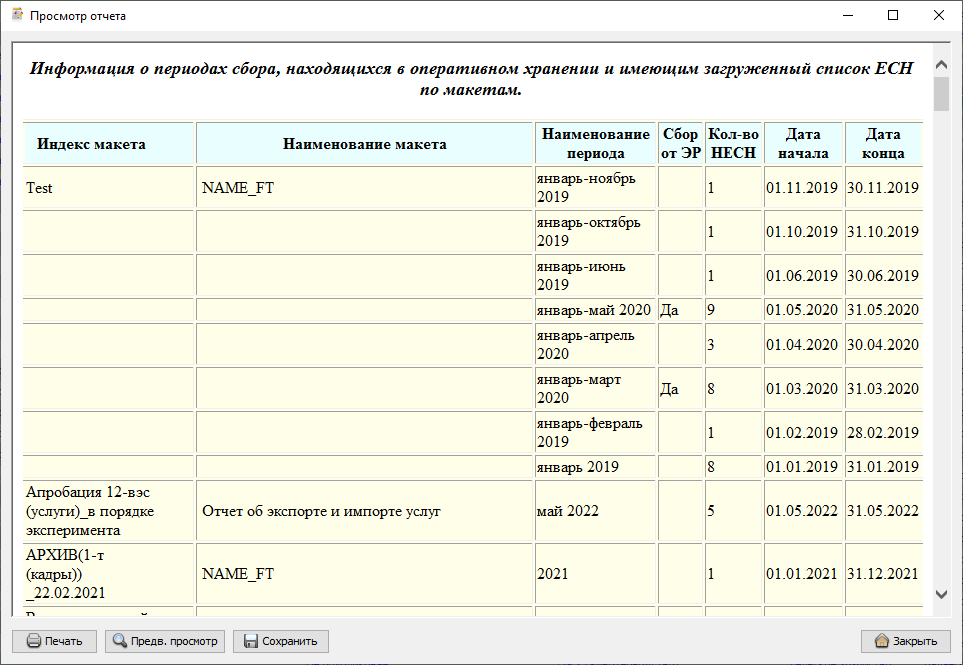 Просмотр отчета
Информация о периодах сбора, находящихся в оперативном хранении и имеющим загруженный список ЕСН
по макетам.
Индекс макета Наименование макета Наименование периода Сбор от ЭР Кол-во НЕСН Дата начала Дата конца
Test NAME_FT январь-ноябрь 2019 1 01.11.2019 30.11.2019
январь-октябрь 2019 1 01.10.2019 31.10.2019
январь-июнь 2019 1 01.06.2019 30.06.2019
январь-май 2020 Да 9 01.05.2020 31.05.2020
январь-апрель 2020 3 01.04.2020 30.04.2020
январь-март 2020 Да 8 01.03.2020 31.03.2020
январь-февраль 2019 1 01.02.2019 28.02.2019
январь 2019 8 01.01.2019 31.01.2019
Апробация 12-вэс (услуги)_в порядке эксперимента Отчет об экспорте и импорте услуг май 2022 5 01.05.2022 31.05.2022
АРХИВ(1-т (кадры)) _22.02.2021 NAME_FT 2021 1 01.01.2021 31.12.2021
Печать Предв. просмотр Сохранить Закрыть